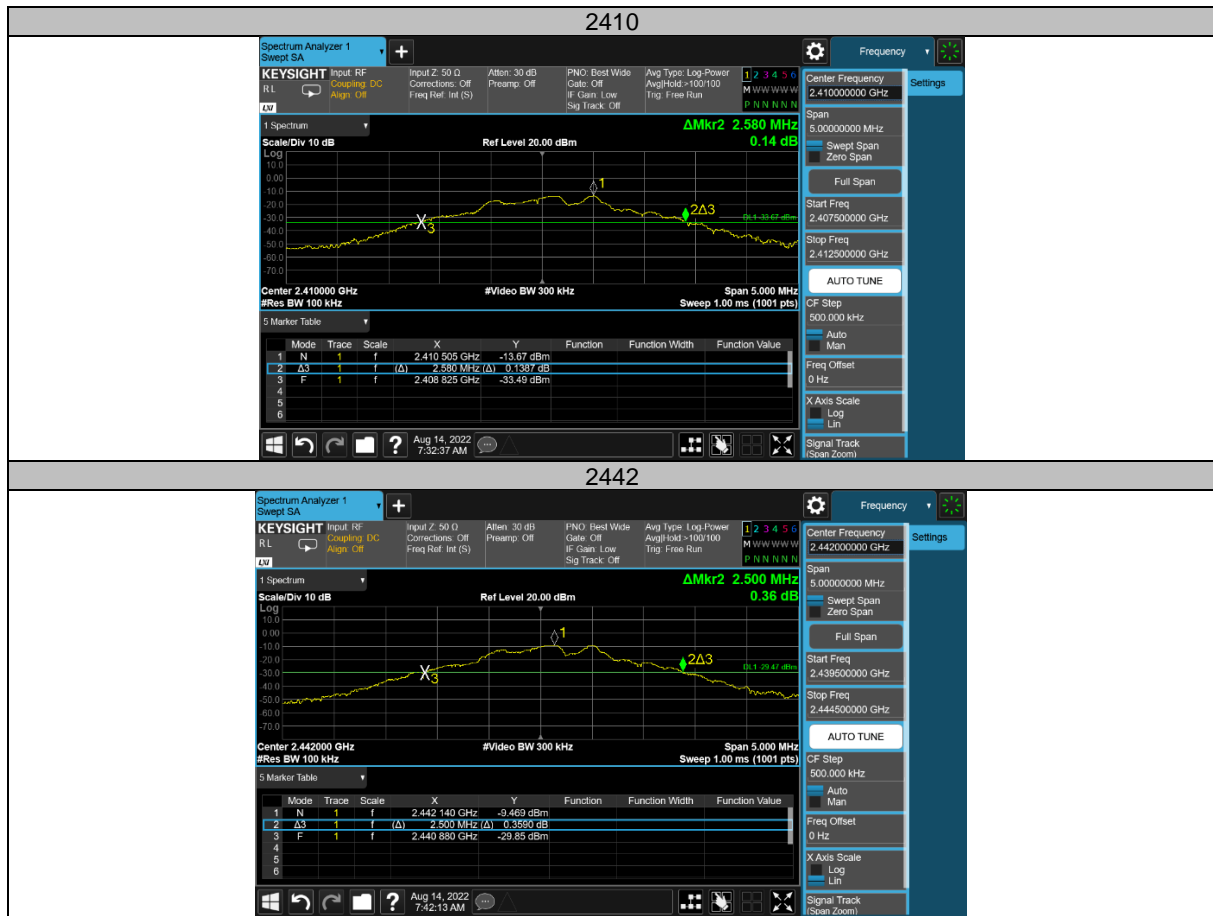 2410
Spectrum Analyzer 1
Swept SA
+
Frequency
KEYSIGHT
RL
LXI
Input: RF
Coupling: DC
Align: Off
Input Z: 50 Ω
Corrections: Off
Freq Ref: Int (S)
Atten: 30 dB
Preamp: Off
PNO: Best Wide
Gate: Off
IF Gain: Low
Sig Track: Off
Avg Type: Log-Power
Avg|Hold:>100/100
Trig: Free Run
1 2 3 4 5 6
M W W W W W
P N N N N N
Center Frequency
2.410000000 GHz
Settings
Span
5.00000000 MHz
Swept Span
Zero Span
Full Span
Start Freq
2.407500000 GHz
Stop Freq
2.412500000 GHz
AUTO TUNE
CF Step
500.000 kHz
Auto
Man
Freq Offset
0 Hz
X Axis Scale
Log
Lin
Signal Track
(Span Zoom)
1 Spectrum
ΔMkr2 2.580 MHz
Scale/Div 10 dB
Ref Level 20.00 dBm
0.14 dB
Log
10.0
0.00
-10.0
-20.0
-30.0
-40.0
-50.0
-60.0
-70.0
1
2Δ3
3
DL1 -33.67 dBm
Center 2.410000 GHz
#Video BW 300 kHz
Span 5.000 MHz
#Res BW 100 kHz
Sweep 1.00 ms (1001 pts)
5 Marker Table
Mode Trace Scale X Y Function Function Width Function Value
1 N 1 f 2.410 505 GHz -13.67 dBm
2 Δ3 1 f (Δ) 2.580 MHz (Δ) 0.1387 dB
3 F 1 f 2.408 825 GHz -33.49 dBm
4
5
6
?
Aug 14, 2022
7:32:37 AM
2442
Spectrum Analyzer 1
Swept SA
+
Frequency
KEYSIGHT
RL
LXI
Input: RF
Coupling: DC
Align: Off
Input Z: 50 Ω
Corrections: Off
Freq Ref: Int (S)
Atten: 30 dB
Preamp: Off
PNO: Best Wide
Gate: Off
IF Gain: Low
Sig Track: Off
Avg Type: Log-Power
Avg|Hold:>100/100
Trig: Free Run
1 2 3 4 5 6
M W W W W W
P N N N N N
Center Frequency
2.442000000 GHz
Settings
Span
5.00000000 MHz
Swept Span
Zero Span
Full Span
Start Freq
2.439500000 GHz
Stop Freq
2.444500000 GHz
AUTO TUNE
CF Step
500.000 kHz
Auto
Man
Freq Offset
0 Hz
X Axis Scale
Log
Lin
Signal Track
(Span Zoom)
1 Spectrum
ΔMkr2 2.500 MHz
Scale/Div 10 dB
Ref Level 20.00 dBm
0.36 dB
Log
10.0
0.00
-10.0
-20.0
-30.0
-40.0
-50.0
-60.0
-70.0
1
2Δ3
3
DL1 -29.47 dBm
Center 2.442000 GHz
#Video BW 300 kHz
Span 5.000 MHz
#Res BW 100 kHz
Sweep 1.00 ms (1001 pts)
5 Marker Table
Mode Trace Scale X Y Function Function Width Function Value
1 N 1 f 2.442 140 GHz -9.469 dBm
2 Δ3 1 f (Δ) 2.500 MHz (Δ) 0.3590 dB
3 F 1 f 2.440 880 GHz -29.85 dBm
4
5
6
?
Aug 14, 2022
7:42:13 AM